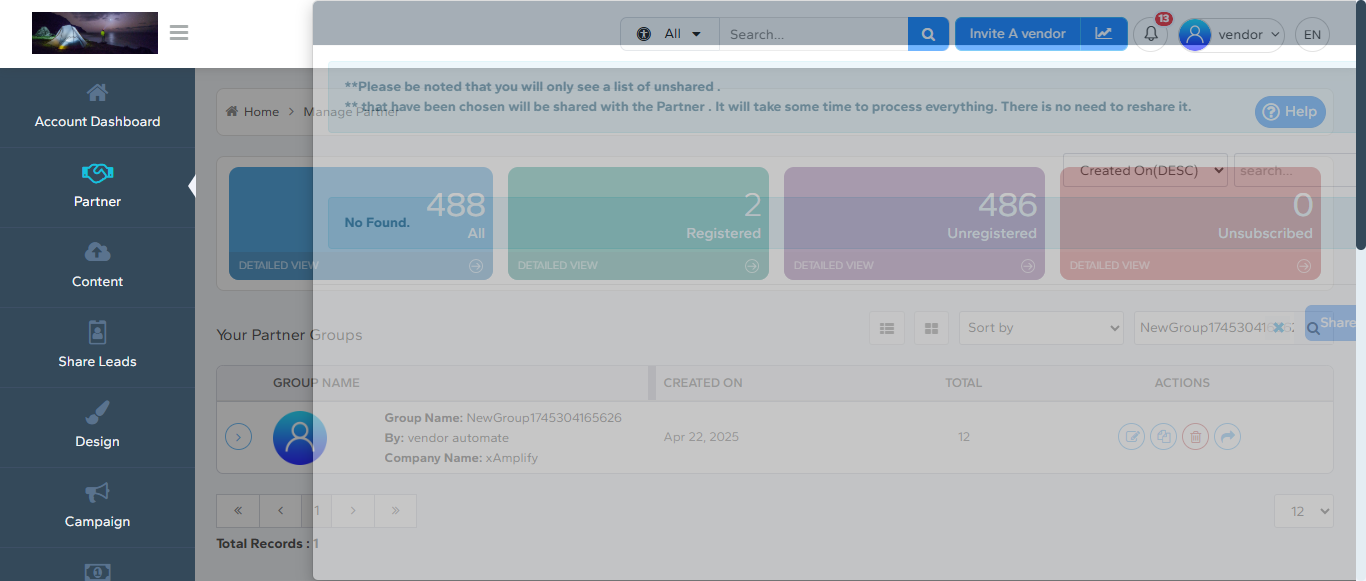 All
Search...
Invite A vendor
13
vendor
EN
Account Dashboard
Partner
Content
Share Leads
Design
Campaign
**Please be noted that you will only see a list of unshared .
** that have been chosen will be shared with the Partner . It will take some time to process everything. There is no need to reshare it.
Home > Manage Partner
Help
Created On(DESC)
search...
No Found.
488
All
DETAILED VIEW
2
Registered
DETAILED VIEW
486
Unregistered
DETAILED VIEW
0
Unsubscribed
DETAILED VIEW
Your Partner Groups
Sort by
NewGroup1745304165626
Share
GROUP NAME
CREATED ON
TOTAL
ACTIONS
Group Name: NewGroup1745304165626
By: vendor automate
Company Name: xAmplify
Apr 22, 2025
12
« ‹ 1 › »
12
Total Records : 1